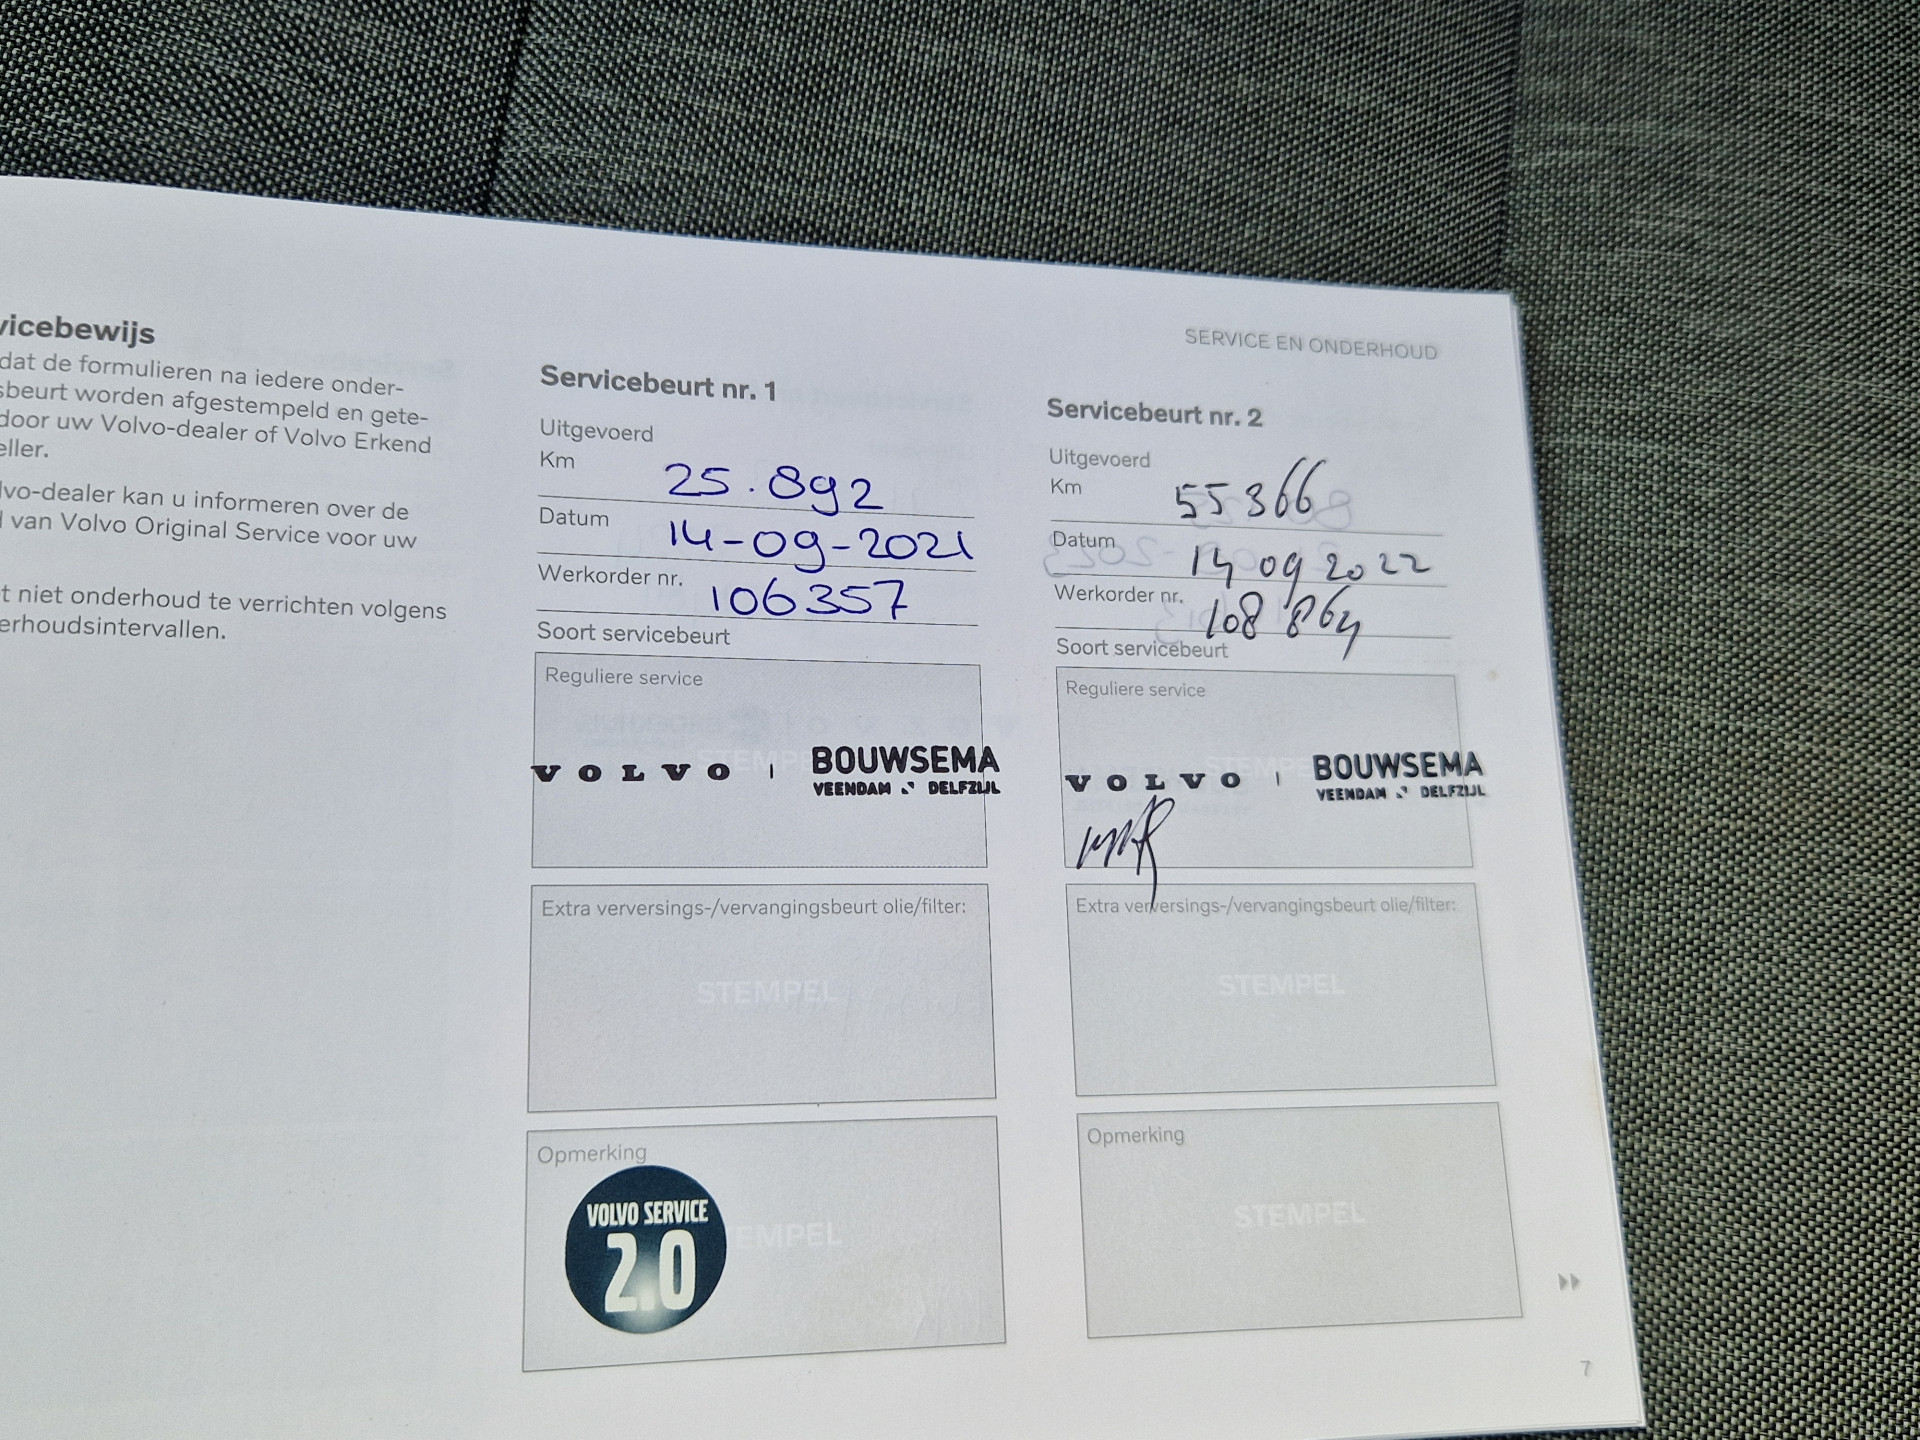 SERVICE EN ONDERHOUD
vicebewijs
dat de formulieren na iedere onder-
sbeurt worden afgestempeld en gete-
door uw Volvo-dealer of Volvo Erkend
eller.
lvo-dealer kan u informeren over de
l van Volvo Original Service voor uw
t niet onderhoud te verrichten volgens
erhoudsintervallen.
Servicebeurt nr. 1
Uitgevoerd
Km 25.892
Datum 14-09-2021
Werkorder nr. 106357
Soort servicebeurt
Reguliere service
STEMP
VOLVO | BOUWSEMA
VEENDAM DELFZIJL
Extra verversings-/vervangingsbeurt olie/filter:
STEMPEL
Opmerking
VOLVO SERVICE
2.0
EMPEL
Servicebeurt nr. 2
Uitgevoerd
Km 55366
Datum 14 09 2022
Werkorder nr. 108864
Soort servicebeurt
Reguliere service
STEMP
VOLVO | BOUWSEMA
VEENDAM DELFZIJL
Extra verversings-/vervangingsbeurt olie/filter:
STEMPEL
Opmerking
STEMPEL
7